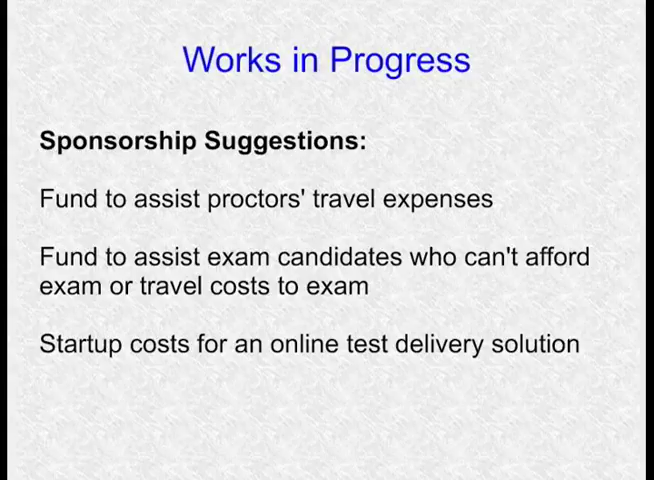 Works in Progress
Sponsorship Suggestions:
Fund to assist proctors' travel expenses
Fund to assist exam candidates who can't afford
exam or travel costs to exam
Startup costs for an online test delivery solution